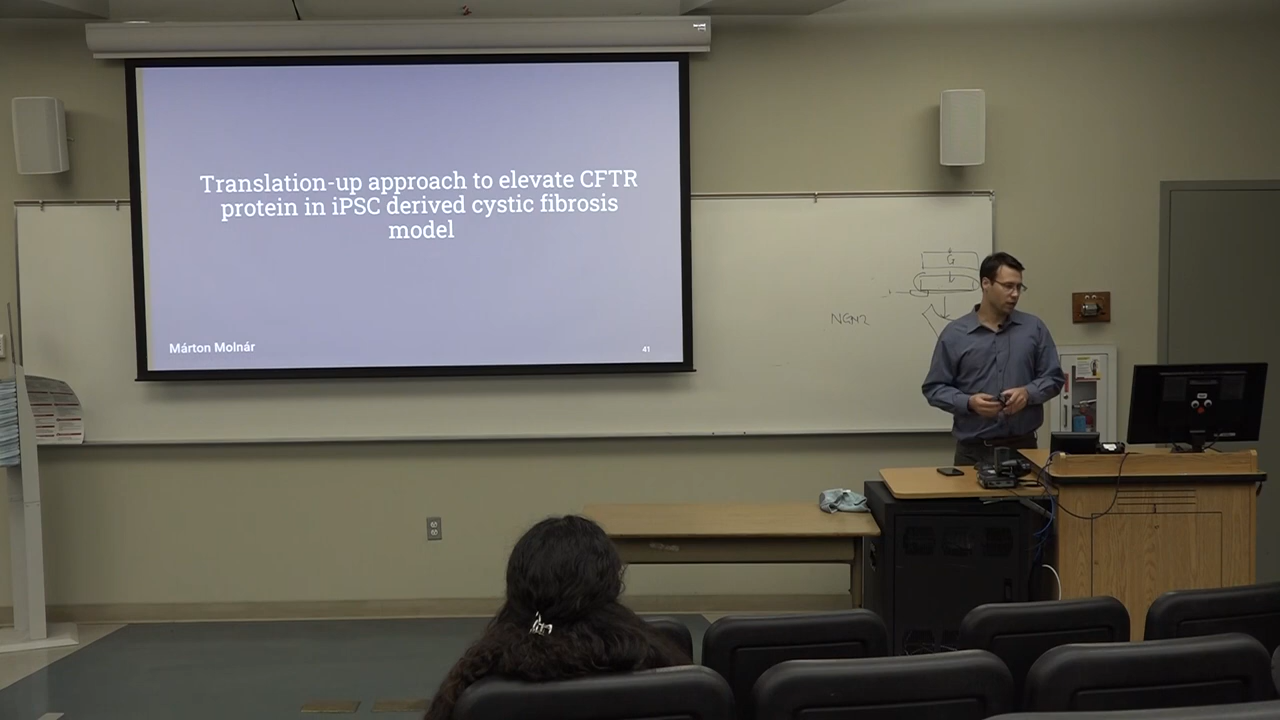 Translation-up approach to elevate CFTR
protein in iPSC derived cystic fibrosis
model
Márton Molnár
41
G
L
NGN2